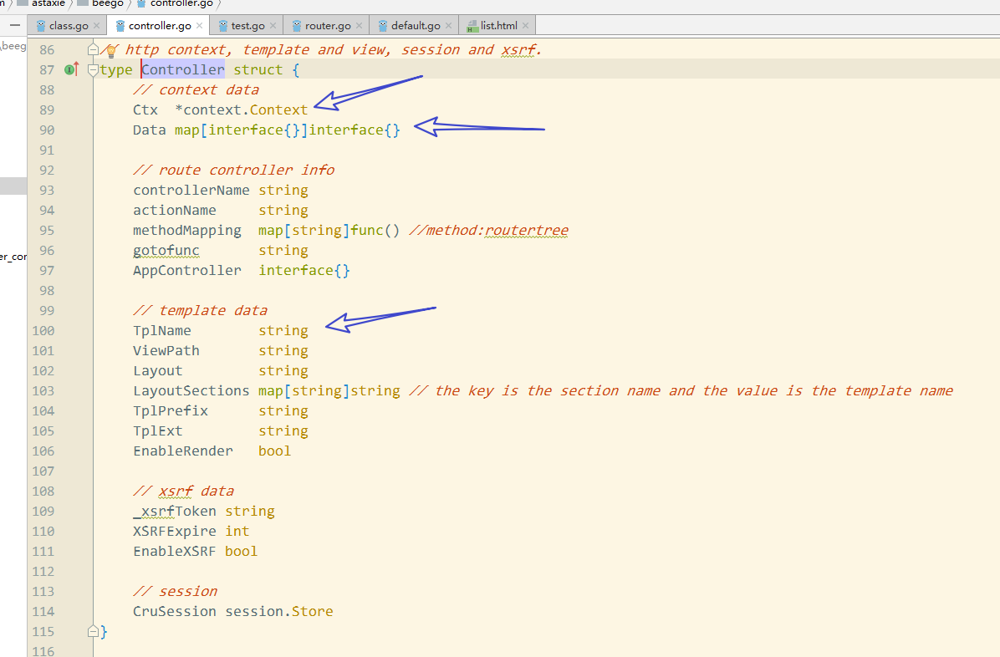 m astaxie beego controller.go
class.go controller.go test.go router.go default.go list.html
\beeg
86 // http context, template and view, session and xsrf.
87 type Controller struct {
88 // context data
89 Ctx *context.Context
90 Data map[interface{}]interface{}
91
92 // route controller info
93 controllerName string
94 actionName string
95 methodMapping map[string]func() //method:routertree
96 gotofunc string
er_cor
97 AppController interface{}
98
99 // template data
100 TplName string
101 ViewPath string
102 Layout string
103 LayoutSections map[string]string // the key is the section name and the value is the template name
104 TplPrefix string
105 TplExt string
106 EnableRender bool
107
108 // xsrf data
109 _xsrfToken string
110 XSRFExpire int
111 EnableXSRF bool
112
113 // session
114 CruSession session.Store
115 }
116